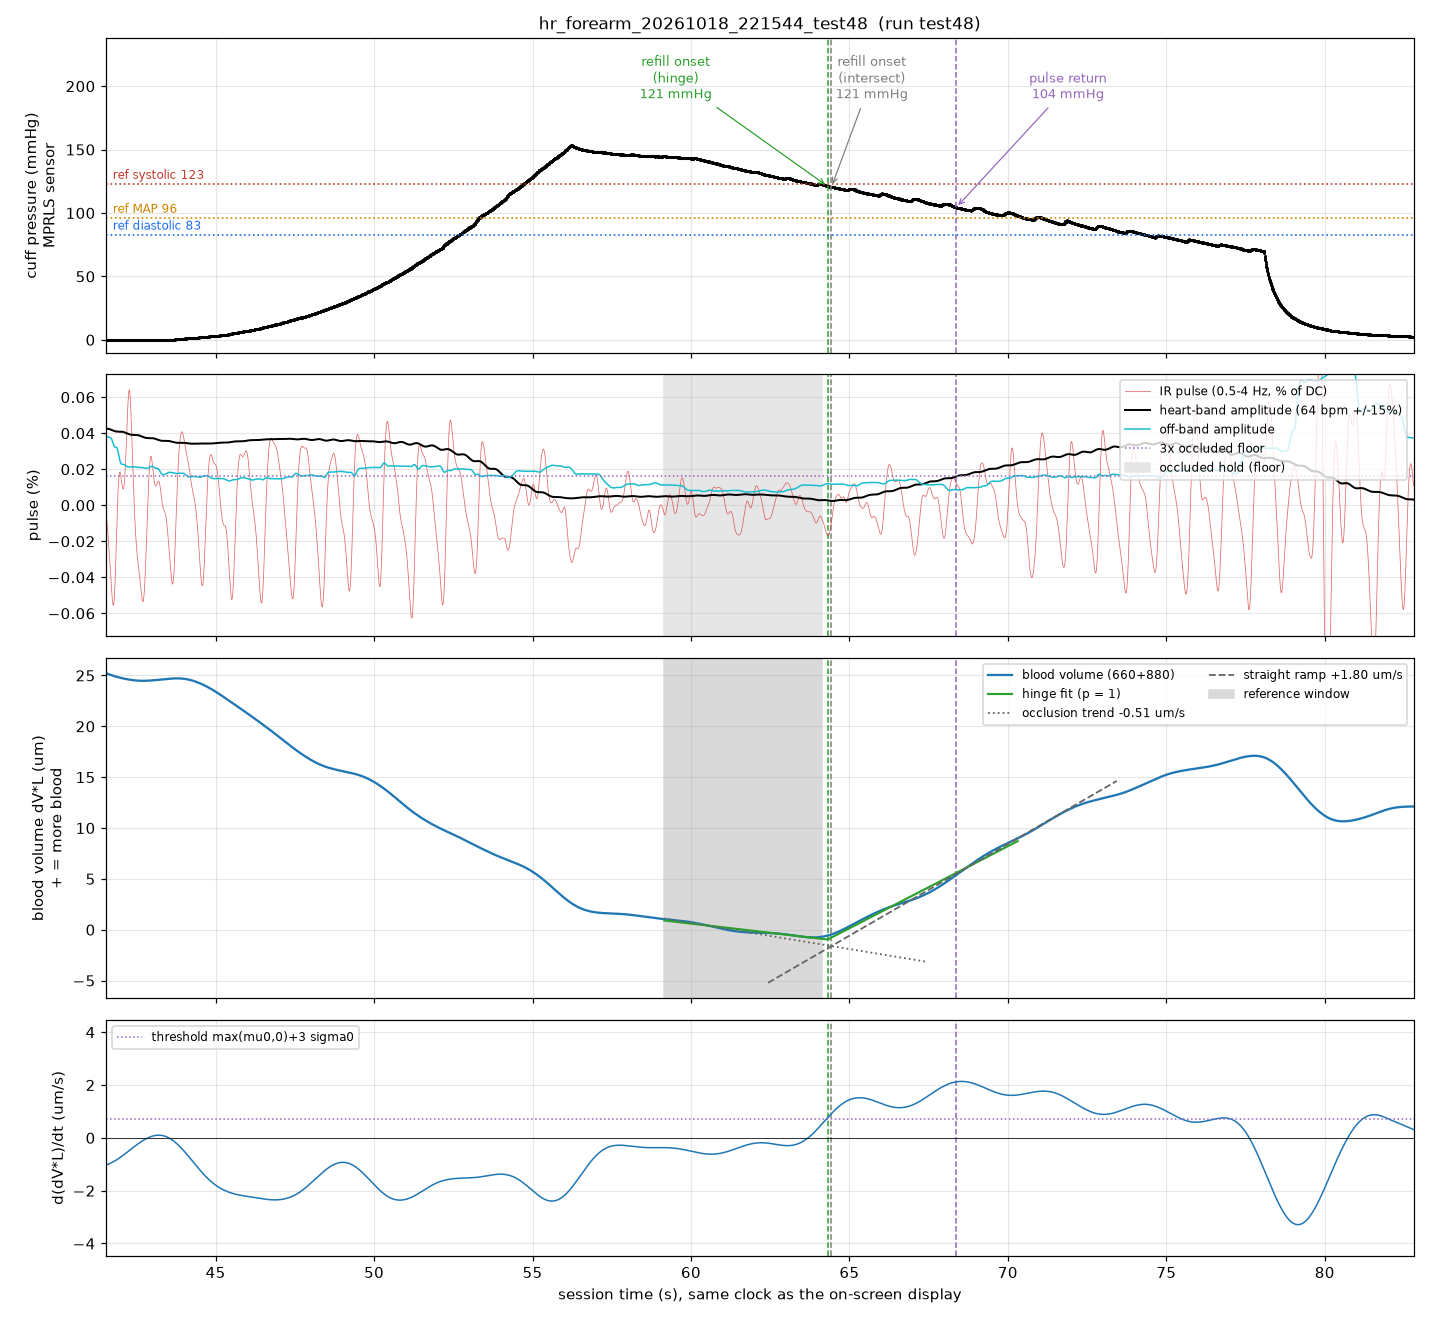 hr_forearm_20261018_221544_test48  (run test48)
cuff pressure (mmHg)
MPRLS sensor
200
150
100
50
0
ref systolic 123
ref MAP 96
ref diastolic 83
refill onset
(hinge)
121 mmHg
refill onset
(intersect)
121 mmHg
pulse return
104 mmHg
pulse (%)
0.06
0.04
0.02
0.00
−0.02
−0.04
−0.06
IR pulse (0.5-4 Hz, % of DC)
heart-band amplitude (64 bpm +/-15%)
off-band amplitude
3x occluded floor
occluded hold (floor)
blood volume dV*L (um)
+ = more blood
25
20
15
10
5
0
−5
blood volume (660+880)
hinge fit (p = 1)
occlusion trend -0.51 um/s
straight ramp +1.80 um/s
reference window
d(dV*L)/dt (um/s)
4
2
0
−2
−4
threshold max(mu0,0)+3 sigma0
45
50
55
60
65
70
75
80
session time (s), same clock as the on-screen display